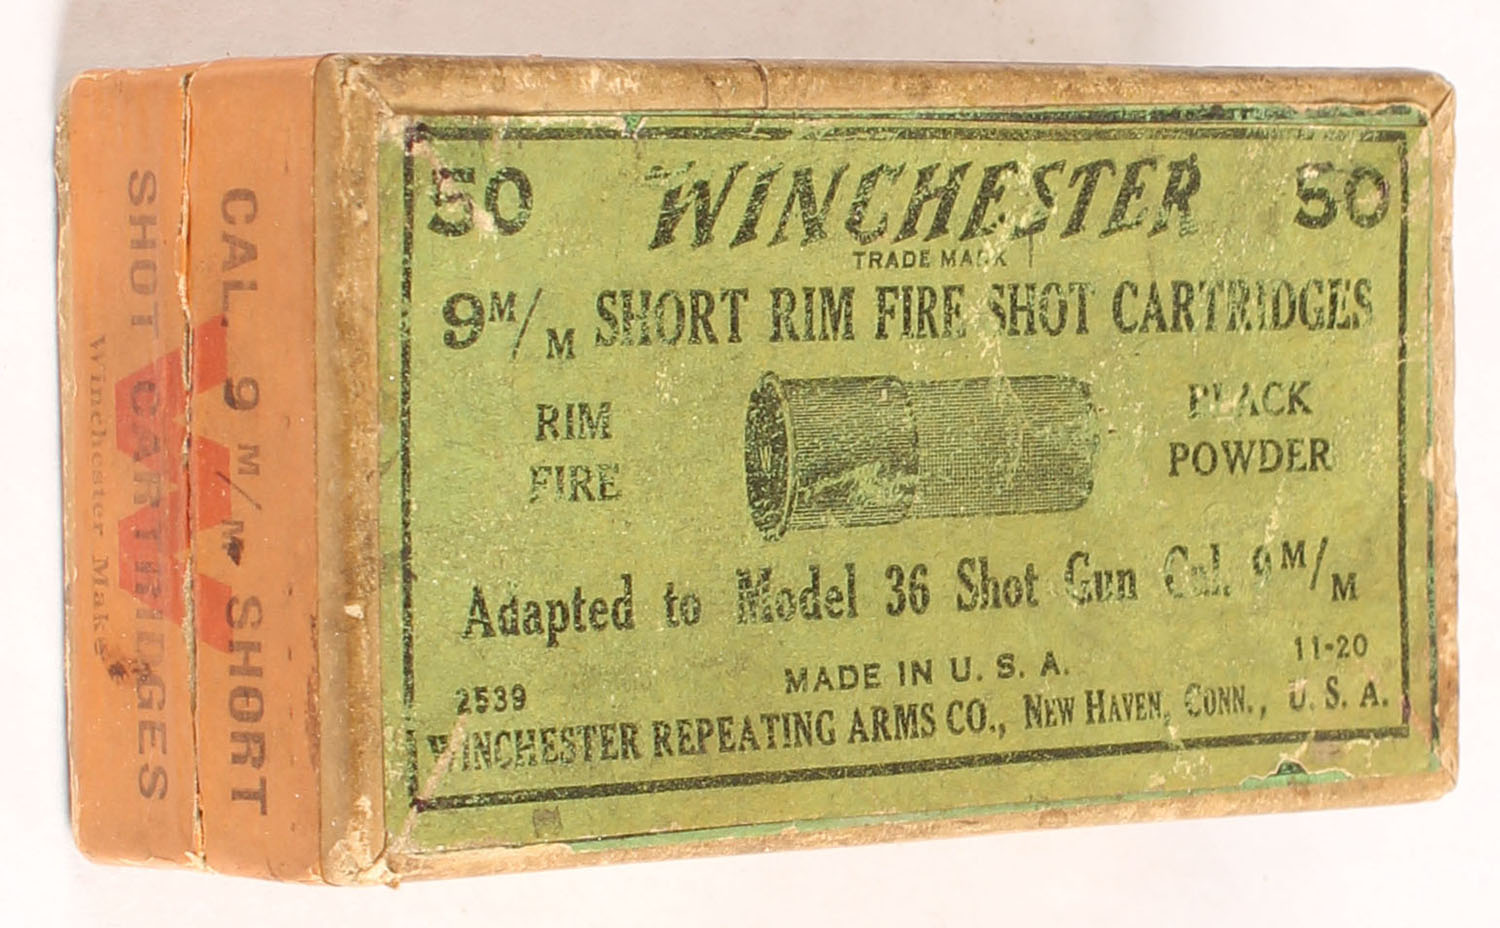 50 WINCHESTER 50
TRADE MARK
9 M/M SHORT RIM FIRE SHOT CARTRIDGES
RIM
FIRE
BLACK
POWDER
W
Adapted to Model 36 Shot Gun Cal. 9 M/M
MADE IN U. S. A.
2539
11-20
WINCHESTER REPEATING ARMS CO., NEW HAVEN, CONN., U. S. A.
CAL. 9 M/M SHORT
SHOT CARTRIDGES
W
Winchester Make